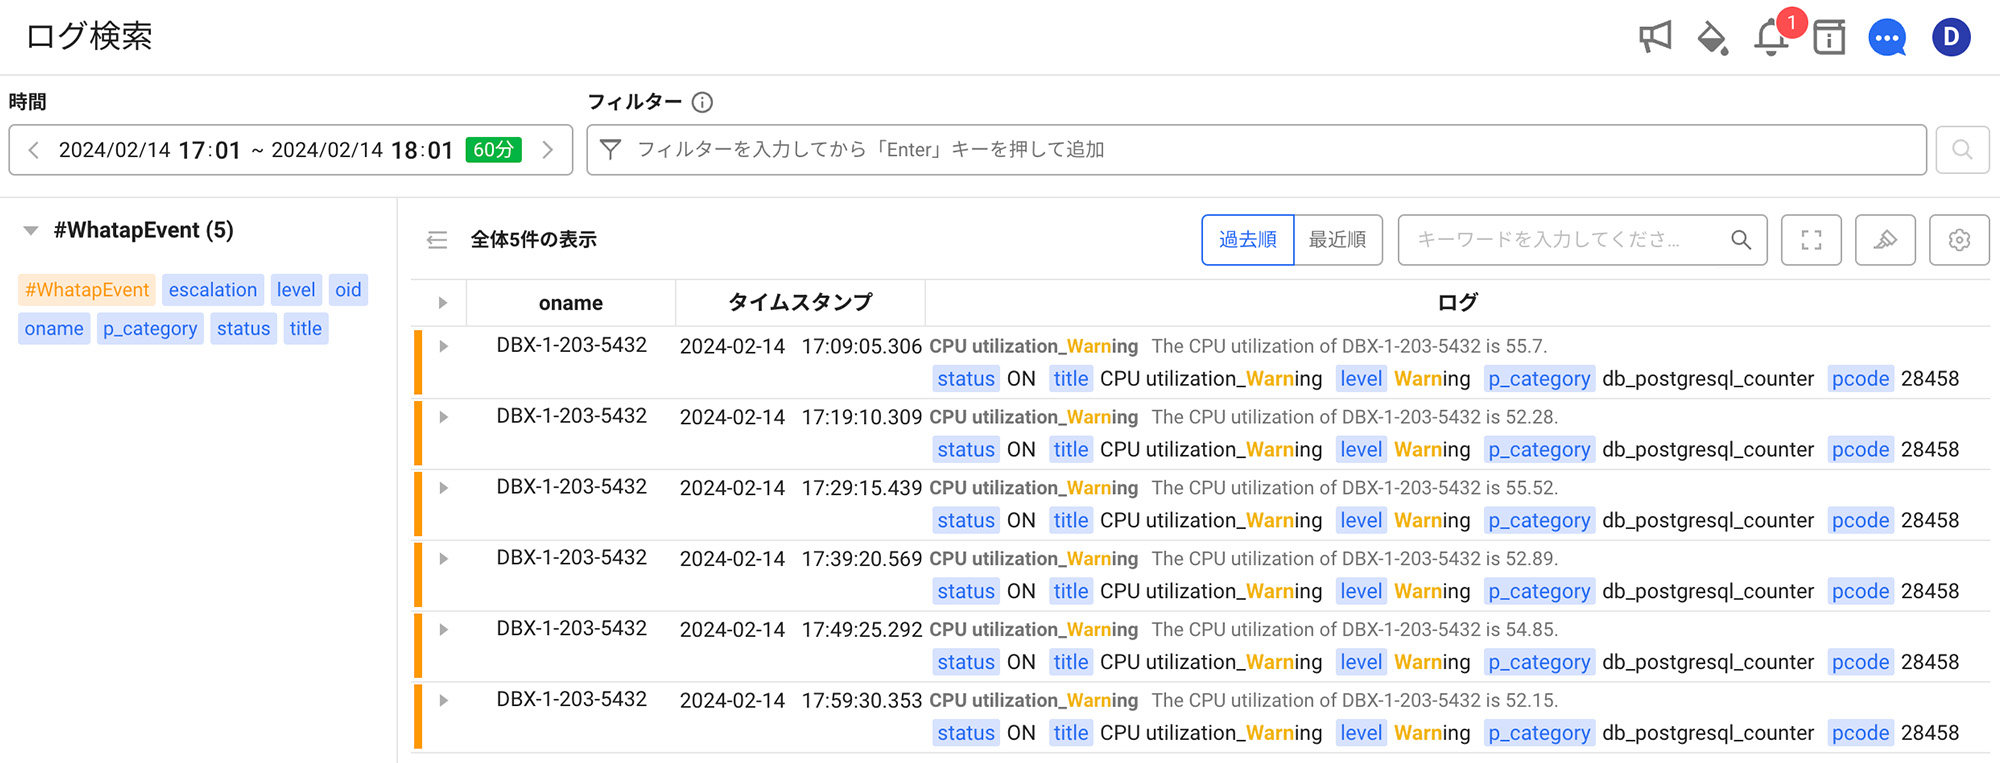 ログ検索
1
D
時間
フィルター
2024/02/14 17:01 ~ 2024/02/14 18:01 60分
フィルターを入力してから「Enter」キーを押して追加
#WhatapEvent (5)
#WhatapEvent escalation level oid
oname p_category status title
全体5件の表示
過去順 最近順
キーワードを入力してくださ...
oname タイムスタンプ ログ
DBX-1-203-5432 2024-02-14 17:09:05.306 CPU utilization_Warning The CPU utilization of DBX-1-203-5432 is 55.7.
status ON title CPU utilization_Warning level Warning p_category db_postgresql_counter pcode 28458
DBX-1-203-5432 2024-02-14 17:19:10.309 CPU utilization_Warning The CPU utilization of DBX-1-203-5432 is 52.28.
status ON title CPU utilization_Warning level Warning p_category db_postgresql_counter pcode 28458
DBX-1-203-5432 2024-02-14 17:29:15.439 CPU utilization_Warning The CPU utilization of DBX-1-203-5432 is 55.52.
status ON title CPU utilization_Warning level Warning p_category db_postgresql_counter pcode 28458
DBX-1-203-5432 2024-02-14 17:39:20.569 CPU utilization_Warning The CPU utilization of DBX-1-203-5432 is 52.89.
status ON title CPU utilization_Warning level Warning p_category db_postgresql_counter pcode 28458
DBX-1-203-5432 2024-02-14 17:49:25.292 CPU utilization_Warning The CPU utilization of DBX-1-203-5432 is 54.85.
status ON title CPU utilization_Warning level Warning p_category db_postgresql_counter pcode 28458
DBX-1-203-5432 2024-02-14 17:59:30.353 CPU utilization_Warning The CPU utilization of DBX-1-203-5432 is 52.15.
status ON title CPU utilization_Warning level Warning p_category db_postgresql_counter pcode 28458